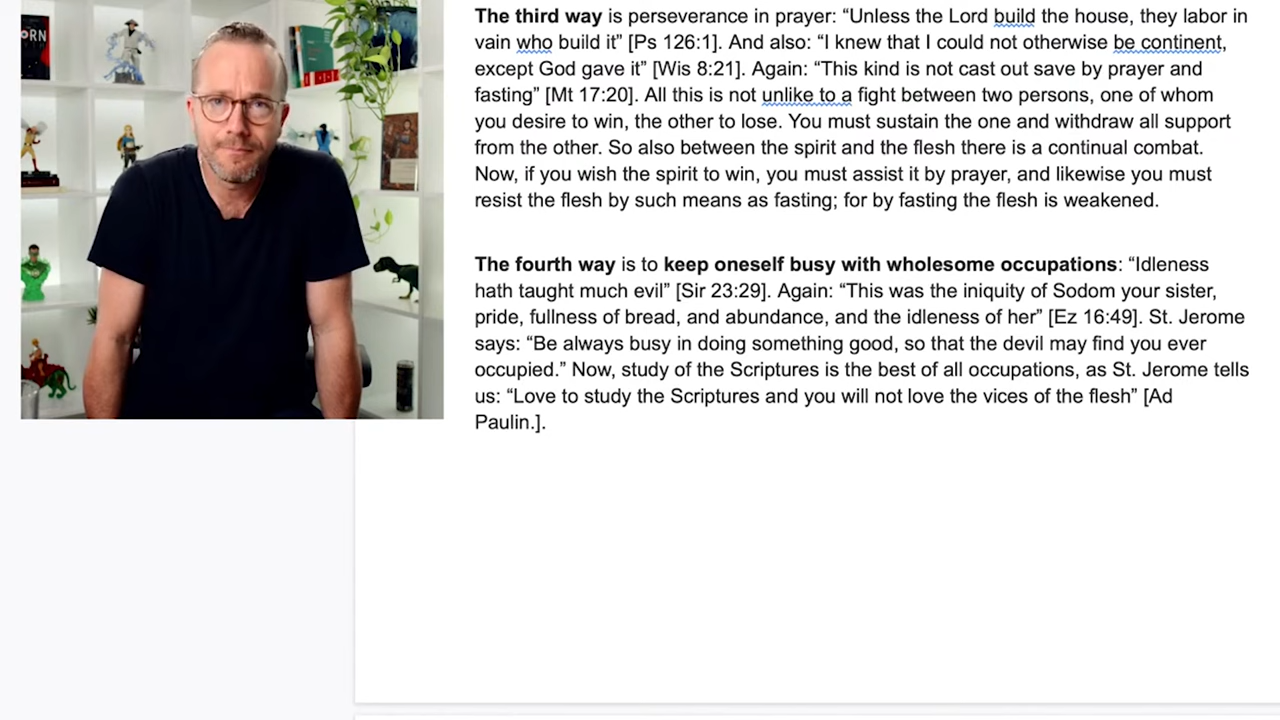 ORN
The third way is perseverance in prayer: “Unless the Lord build the house, they labor in
vain who build it” [Ps 126:1]. And also: “I knew that I could not otherwise be continent,
except God gave it” [Wis 8:21]. Again: “This kind is not cast out save by prayer and
fasting” [Mt 17:20]. All this is not unlike to a fight between two persons, one of whom
you desire to win, the other to lose. You must sustain the one and withdraw all support
from the other. So also between the spirit and the flesh there is a continual combat.
Now, if you wish the spirit to win, you must assist it by prayer, and likewise you must
resist the flesh by such means as fasting; for by fasting the flesh is weakened.
The fourth way is to keep oneself busy with wholesome occupations: “Idleness
hath taught much evil” [Sir 23:29]. Again: “This was the iniquity of Sodom your sister,
pride, fullness of bread, and abundance, and the idleness of her” [Ez 16:49]. St. Jerome
says: “Be always busy in doing something good, so that the devil may find you ever
occupied.” Now, study of the Scriptures is the best of all occupations, as St. Jerome tells
us: “Love to study the Scriptures and you will not love the vices of the flesh” [Ad
Paulin.].